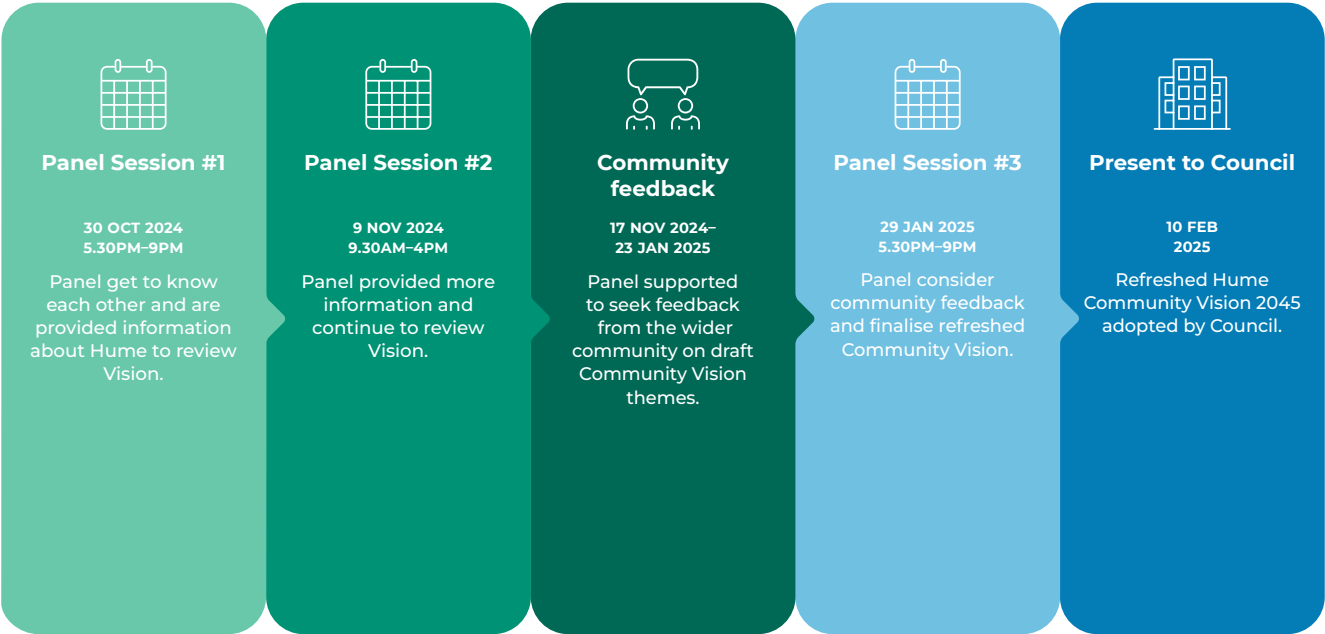 Panel Session #1
30 OCT 2024
5.30PM–9PM
Panel get to know
each other and are
provided information
about Hume to review
Vision.
Panel Session #2
9 NOV 2024
9.30AM–4PM
Panel provided more
information and
continue to review
Vision.
Community
feedback
17 NOV 2024–
23 JAN 2025
Panel supported
to seek feedback
from the wider
community on draft
Community Vision
themes.
Panel Session #3
29 JAN 2025
5.30PM–9PM
Panel consider
community feedback
and finalise refreshed
Community Vision.
Present to Council
10 FEB
2025
Refreshed Hume
Community Vision 2045
adopted by Council.